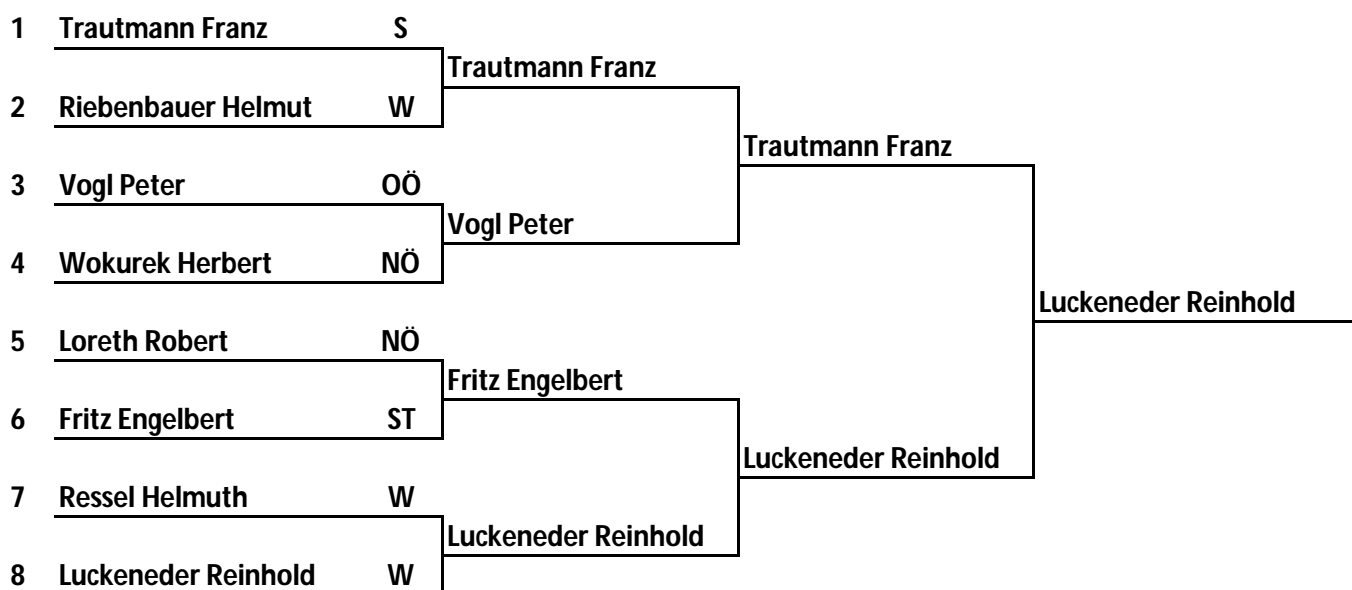 1 Trautmann Franz S
Trautmann Franz
2 Riebenbauer Helmut W
Trautmann Franz
3 Vogl Peter OÖ
Vogl Peter
4 Wokurek Herbert NÖ
Luckeneder Reinhold
5 Loreth Robert NÖ
Fritz Engelbert
6 Fritz Engelbert ST
Luckeneder Reinhold
7 Ressel Helmuth W
Luckeneder Reinhold
8 Luckeneder Reinhold W